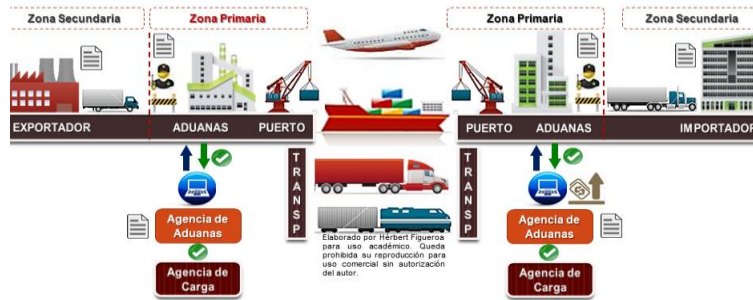 Zona Secundaria
Zona Primaria
Zona Primaria
Zona Secundaria
EXPORTADOR
ADUANAS
PUERTO
PUERTO
ADUANAS
IMPORTADOR
TRANSP
TRANSP
Agencia de
Aduanas
Agencia de
Carga
Elaborado por Herbert Figueroa
para uso académico. Queda
prohibida su reproducción para
uso comercial sin autorización
del autor.
Agencia de
Aduanas
Agencia de
Carga